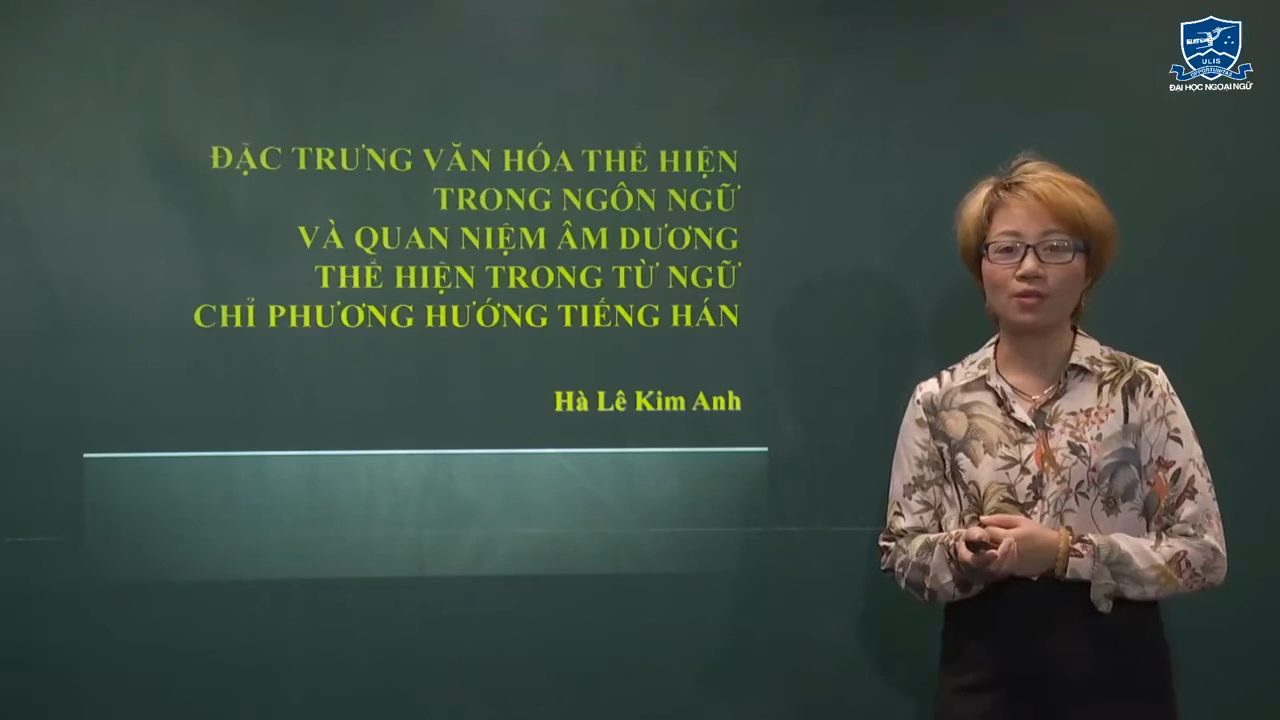 ĐẶC TRƯNG VĂN HÓA THỂ HIỆN
TRONG NGÔN NGỮ
VÀ QUAN NIỆM ÂM DƯƠNG
THỂ HIỆN TRONG TỪ NGỮ
CHỈ PHƯƠNG HƯỚNG TIẾNG HÁN
Hà Lê Kim Anh
ULIS
ĐẠI HỌC NGOẠI NGỮ